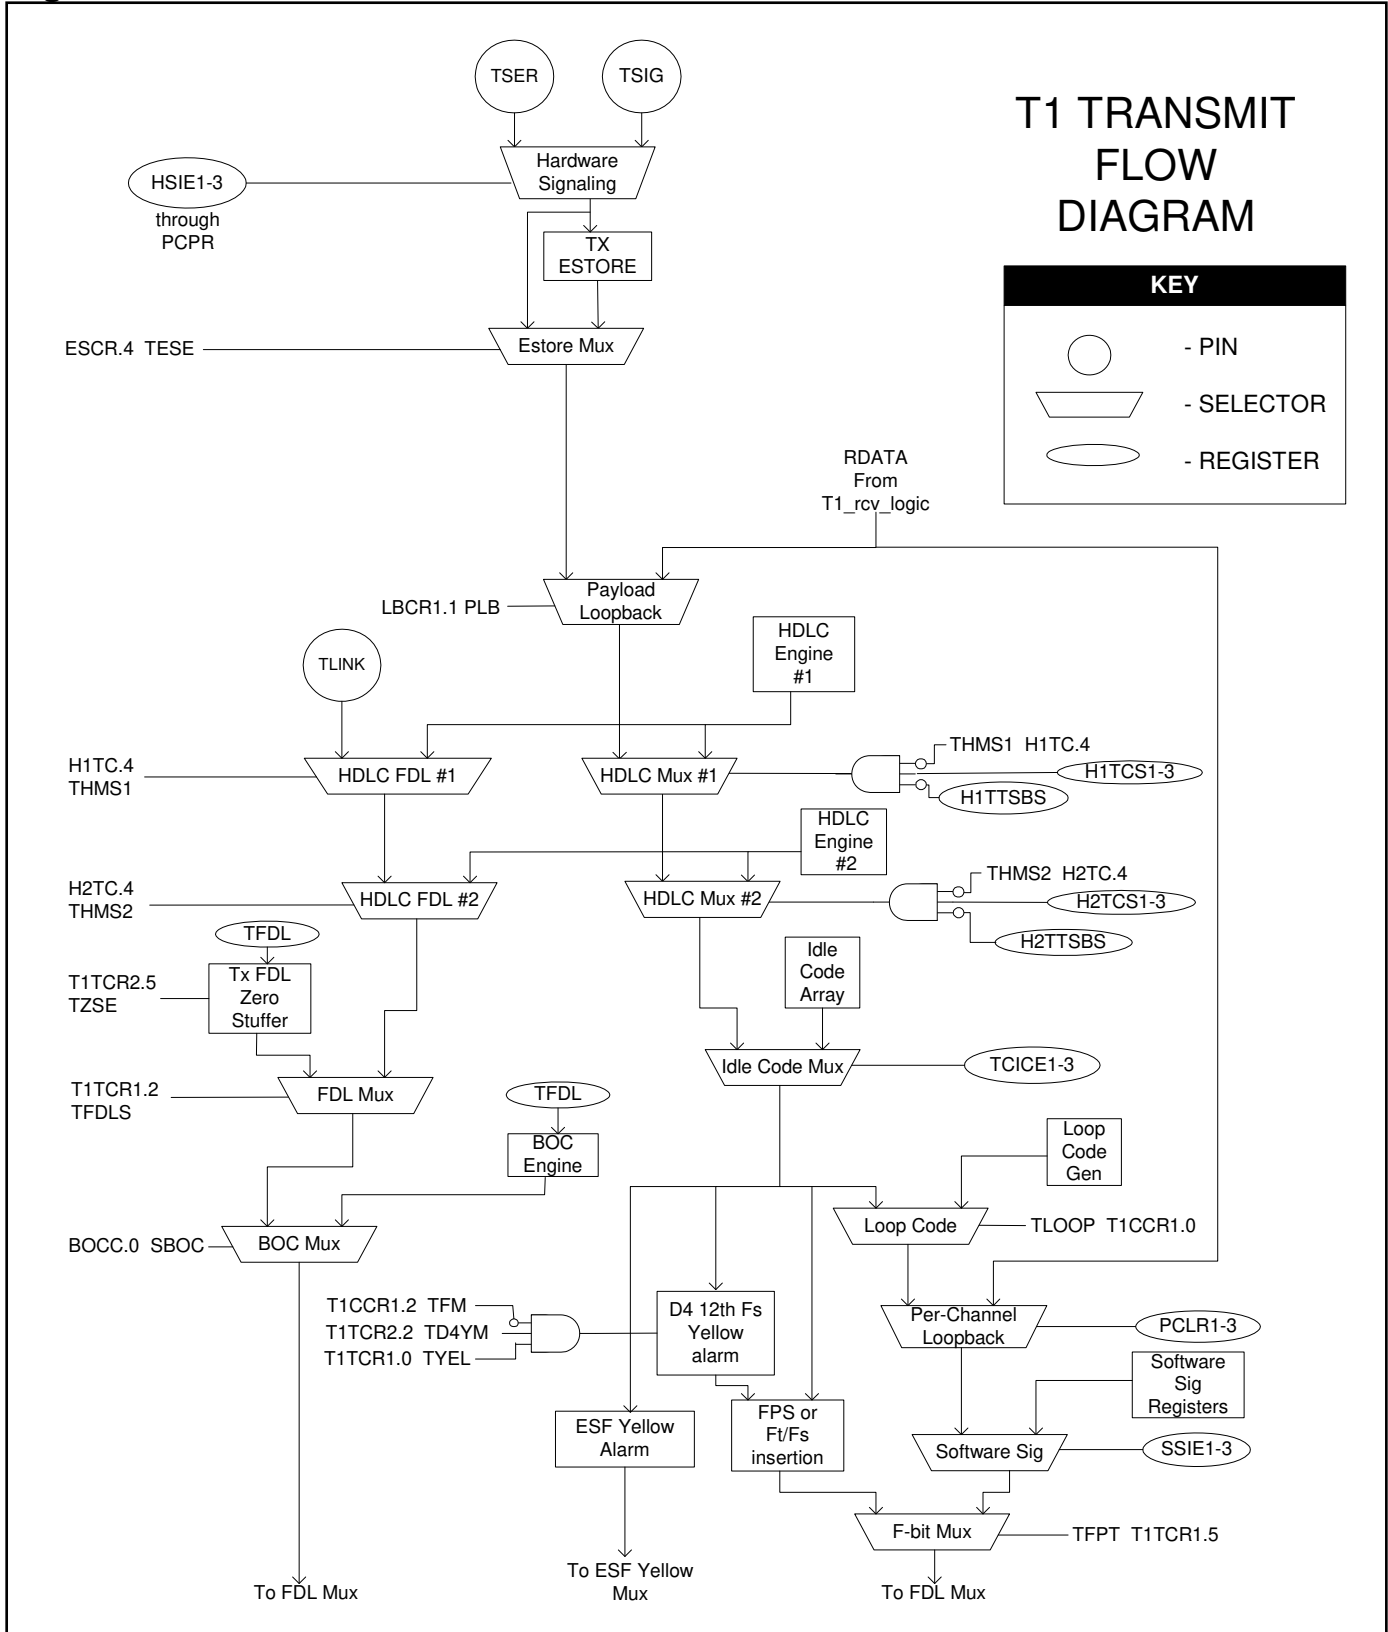 TSER
TSIG
T1 TRANSMIT
FLOW
DIAGRAM
Hardware
Signaling
HSIE1-3
through
PCPR
TX
ESTORE
KEY
- PIN
- SELECTOR
- REGISTER
ESCR.4 TESE
Estore Mux
RDATA
From
T1_rcv_logic
Payload
Loopback
LBCR1.1 PLB
HDLC
Engine
#1
TLINK
H1TC.4
THMS1
HDLC FDL #1
HDLC Mux #1
THMS1 H1TC.4
H1TCS1-3
H1TTSBS
HDLC
Engine
#2
H2TC.4
THMS2
HDLC FDL #2
HDLC Mux #2
THMS2 H2TC.4
H2TCS1-3
H2TTSBS
TFDL
Tx FDL
Zero
Stuffer
T1TCR2.5
TZSE
Idle
Code
Array
Idle Code Mux
TCICE1-3
T1TCR1.2
TFDLS
FDL Mux
TFDL
BOC
Engine
Loop
Code
Gen
BOCC.0 SBOC
BOC Mux
Loop Code
TLOOP T1CCR1.0
T1CCR1.2 TFM
T1TCR2.2 TD4YM
T1TCR1.0 TYEL
D4 12th Fs
Yellow
alarm
Per-Channel
Loopback
PCLR1-3
Software
Sig
Registers
ESF Yellow
Alarm
FPS or
Ft/Fs
insertion
Software Sig
SSIE1-3
F-bit Mux
TFPT T1TCR1.5
To FDL Mux
To ESF Yellow
Mux
To FDL Mux